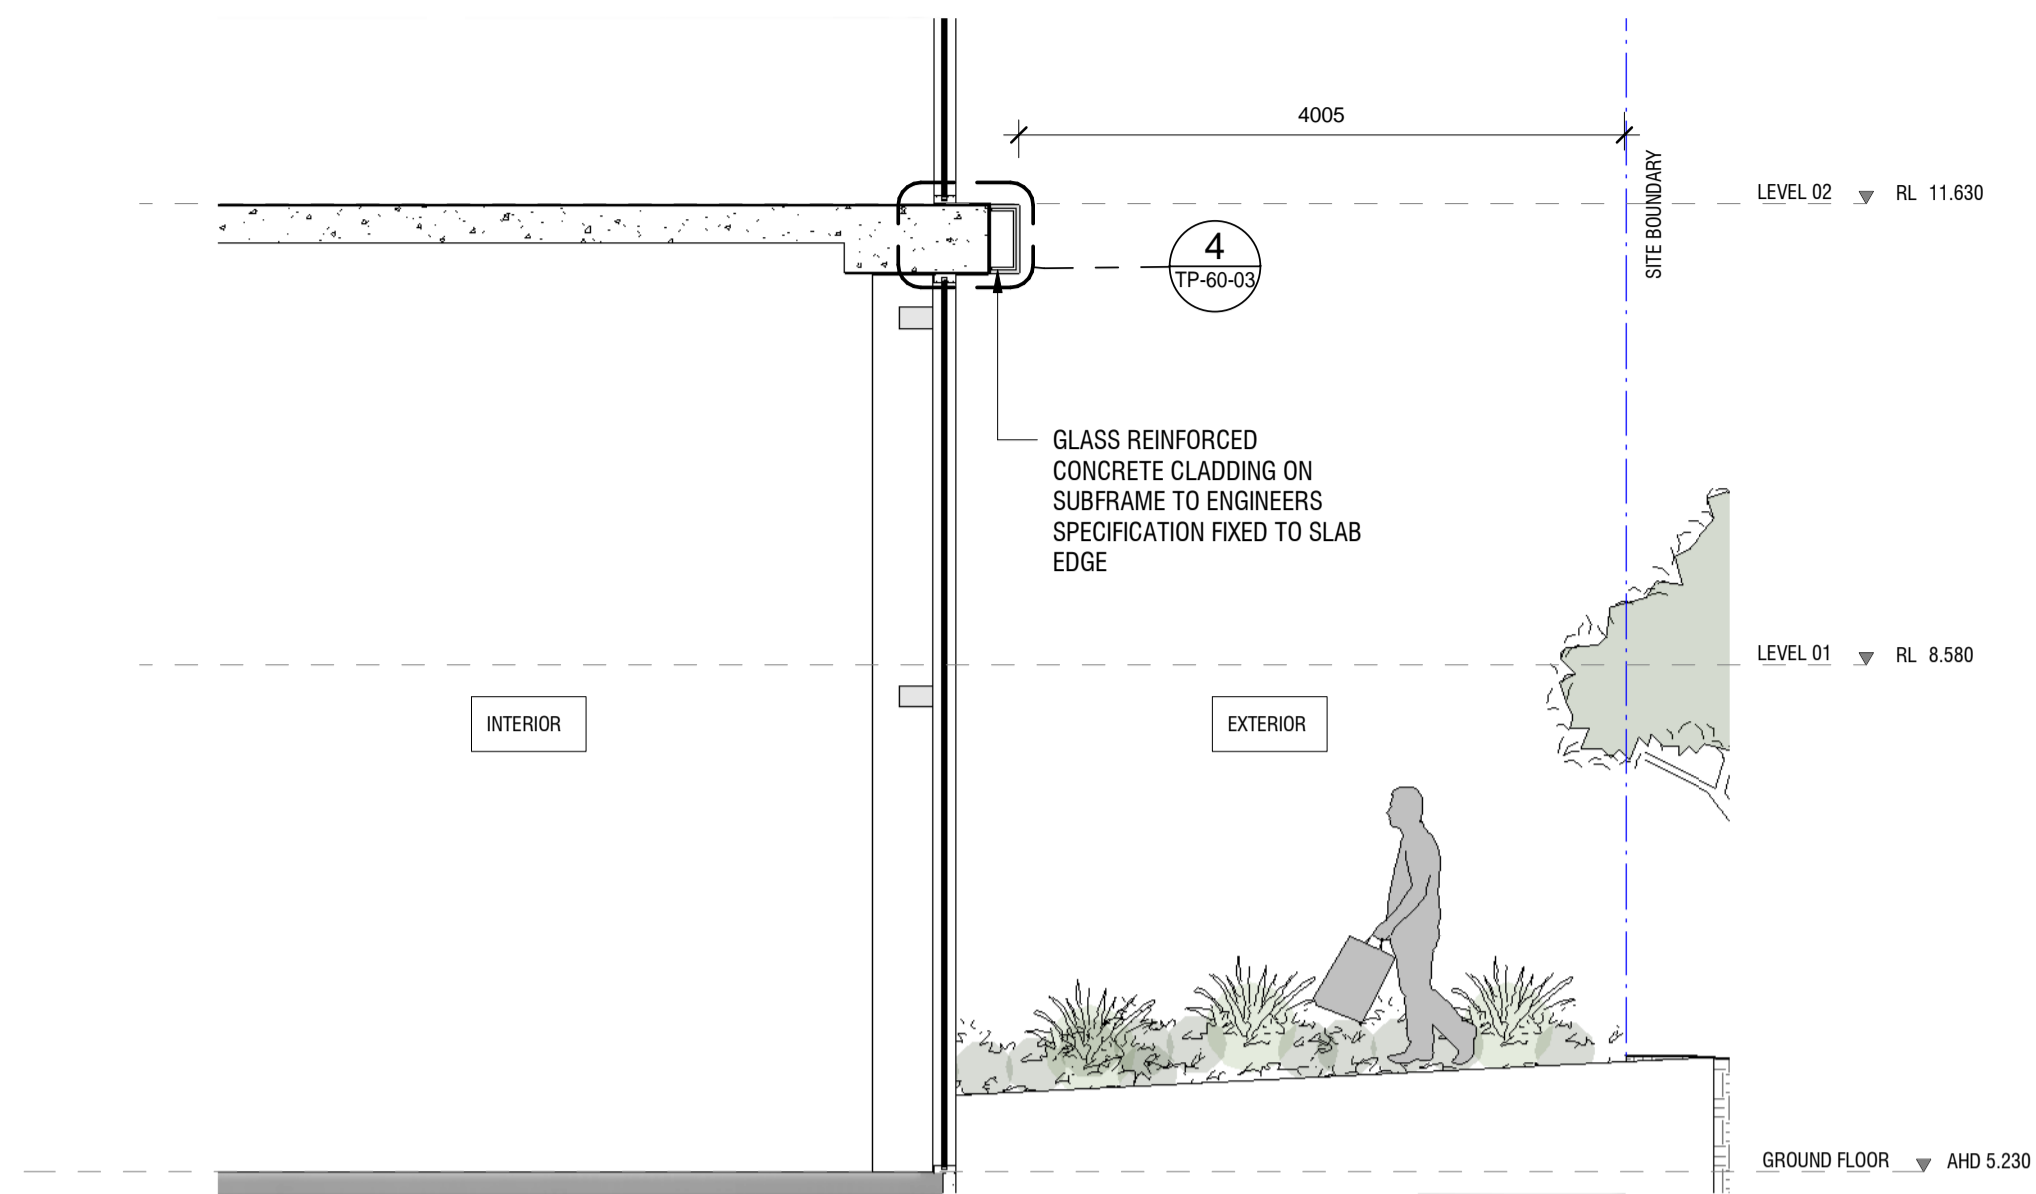 4005
SITE BOUNDARY
LEVEL 02 RL 11.630
4
TP-60-03
GLASS REINFORCED
CONCRETE CLADDING ON
SUBFRAME TO ENGINEERS
SPECIFICATION FIXED TO SLAB
EDGE
LEVEL 01 RL 8.580
INTERIOR
EXTERIOR
GROUND FLOOR AHD 5.230